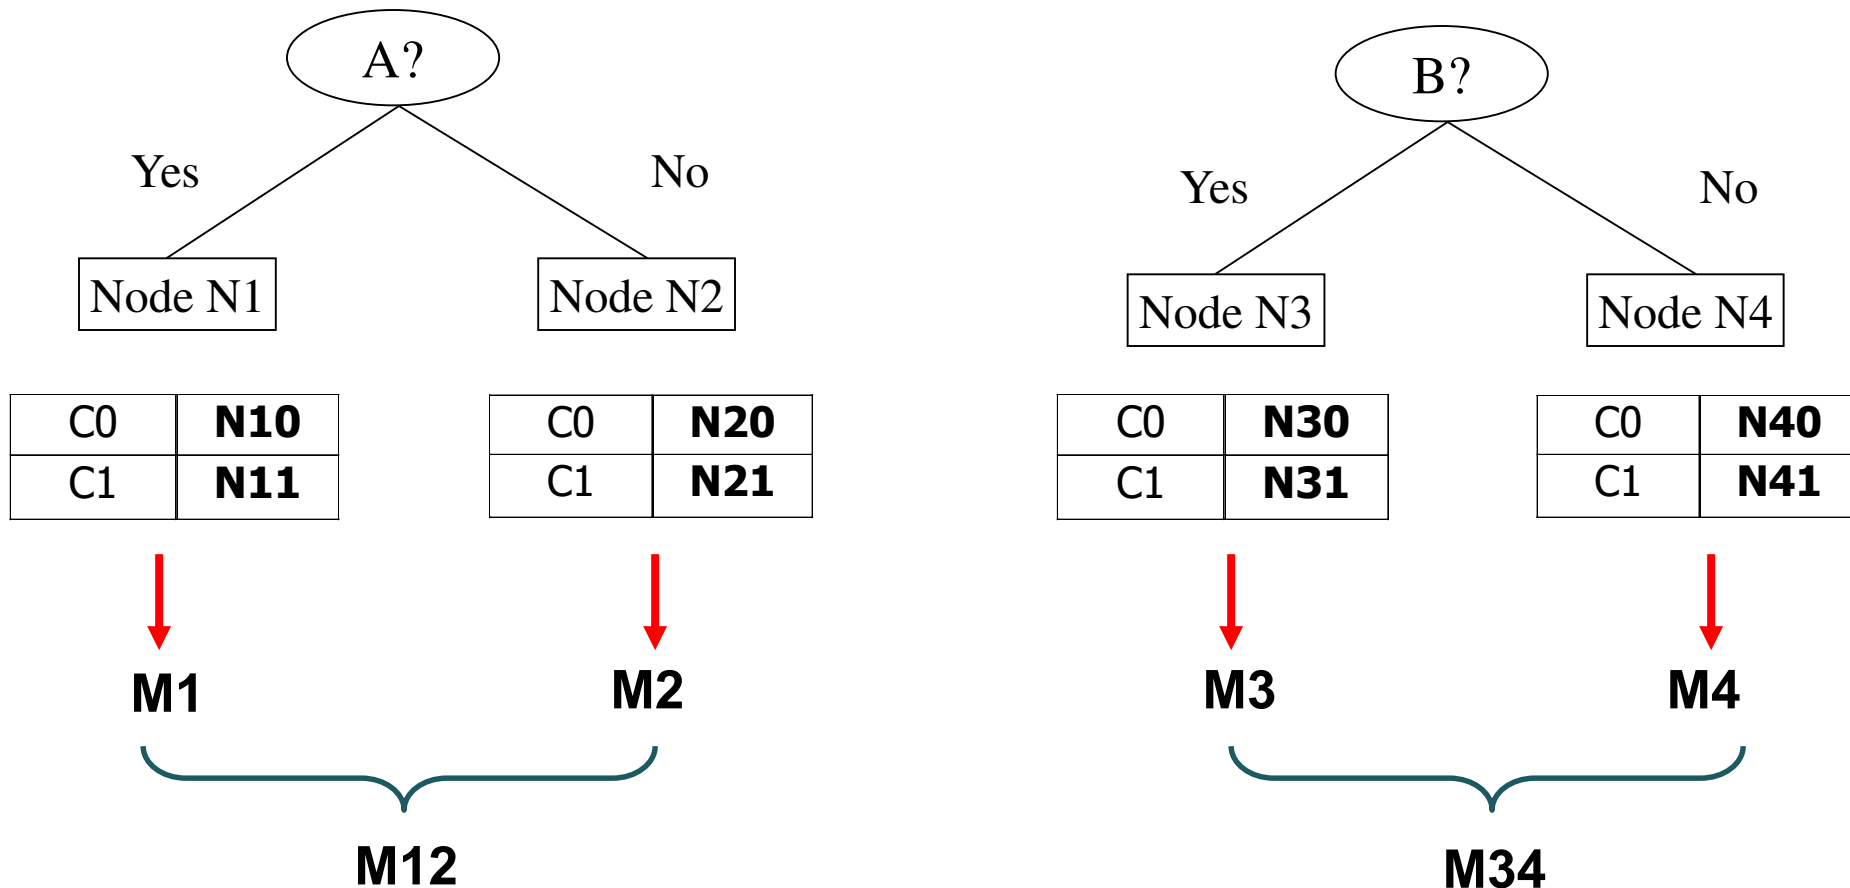 A?
B?
Yes
No
Yes
No
Node N1
Node N2
Node N3
Node N4
C0 N10
C1 N11
C0 N20
C1 N21
C0 N30
C1 N31
C0 N40
C1 N41
M1
M2
M3
M4
M12
M34